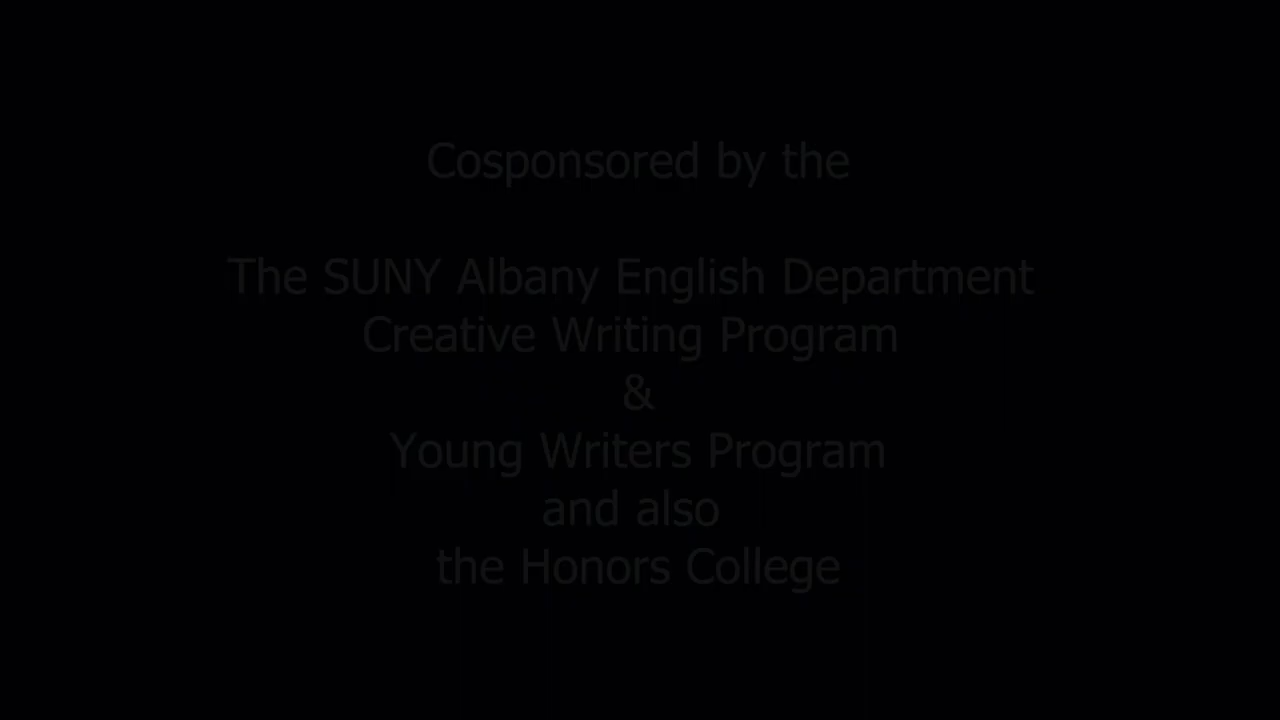 Cosponsored by the
The SUNY Albany English Department
Creative Writing Program
&
Young Writers Program
and also
the Honors College